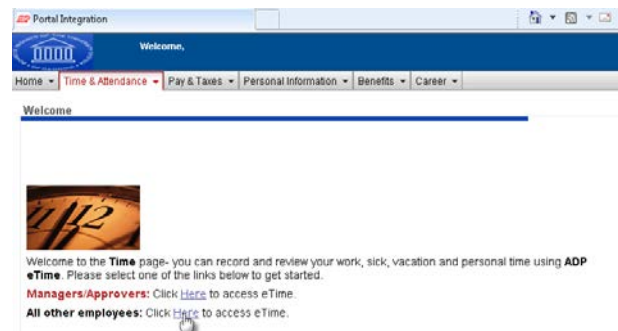 ADP Portal Integration
Welcome,
Home Time & Attendance Pay & Taxes Personal Information Benefits Career
Welcome
11 12
Welcome to the Time page- you can record and review your work, sick, vacation and personal time using ADP
eTime. Please select one of the links below to get started.
Managers/Approvers: Click Here to access eTime.
All other employees: Click Here to access eTime.